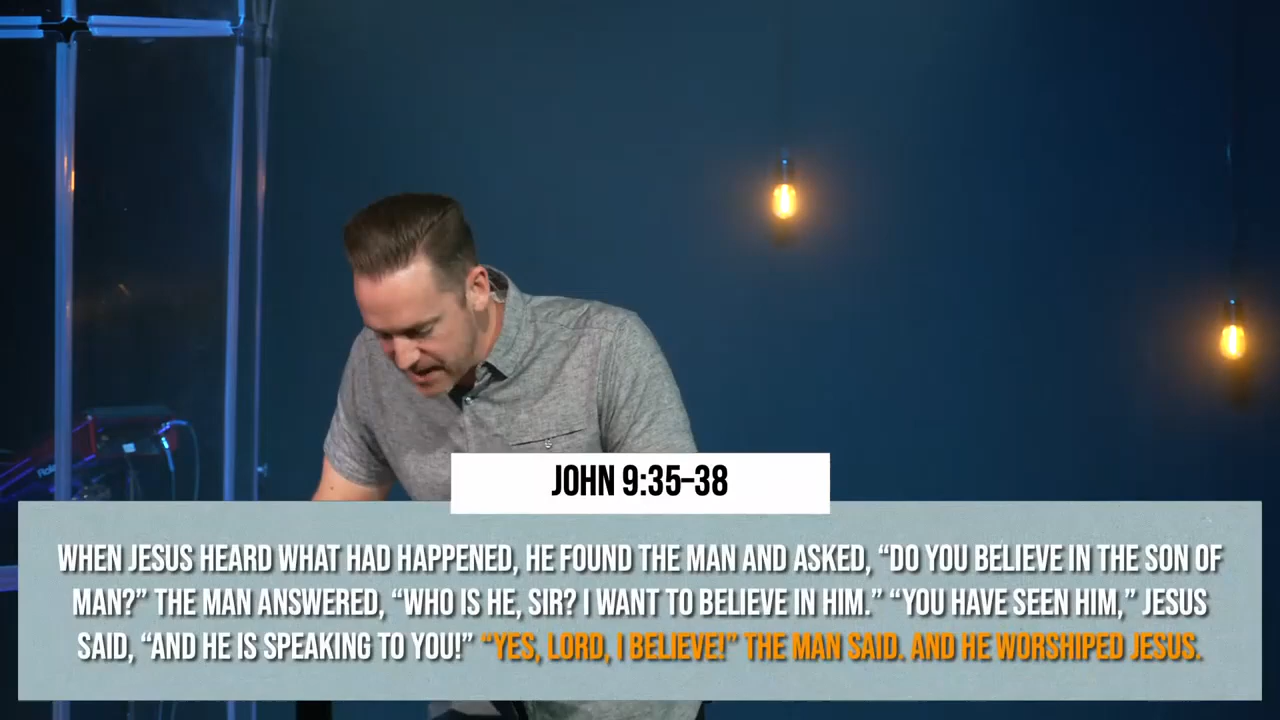 JOHN 9:35–38
WHEN JESUS HEARD WHAT HAD HAPPENED, HE FOUND THE MAN AND ASKED, “DO YOU BELIEVE IN THE SON OF
MAN?” THE MAN ANSWERED, “WHO IS HE, SIR? I WANT TO BELIEVE IN HIM.” “YOU HAVE SEEN HIM,” JESUS
SAID, “AND HE IS SPEAKING TO YOU!” “YES, LORD, I BELIEVE!” THE MAN SAID. AND HE WORSHIPED JESUS.